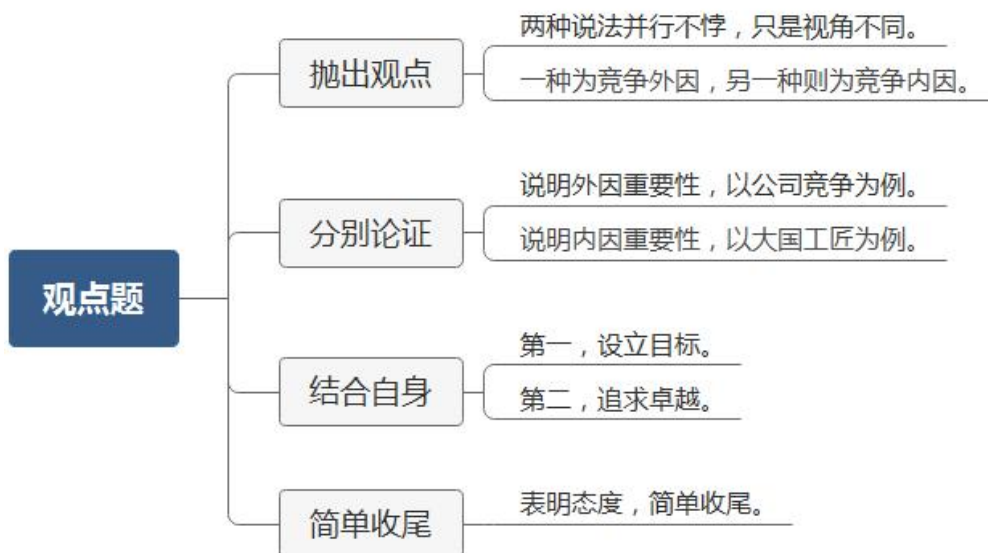 观点题
抛出观点
两种说法并行不悖，只是视角不同。
一种为竞争外因，另一种则为竞争内因。
分别论证
说明外因重要性，以公司竞争为例。
说明内因重要性，以大国工匠为例。
结合自身
第一，设立目标。
第二，追求卓越。
简单收尾
表明态度，简单收尾。